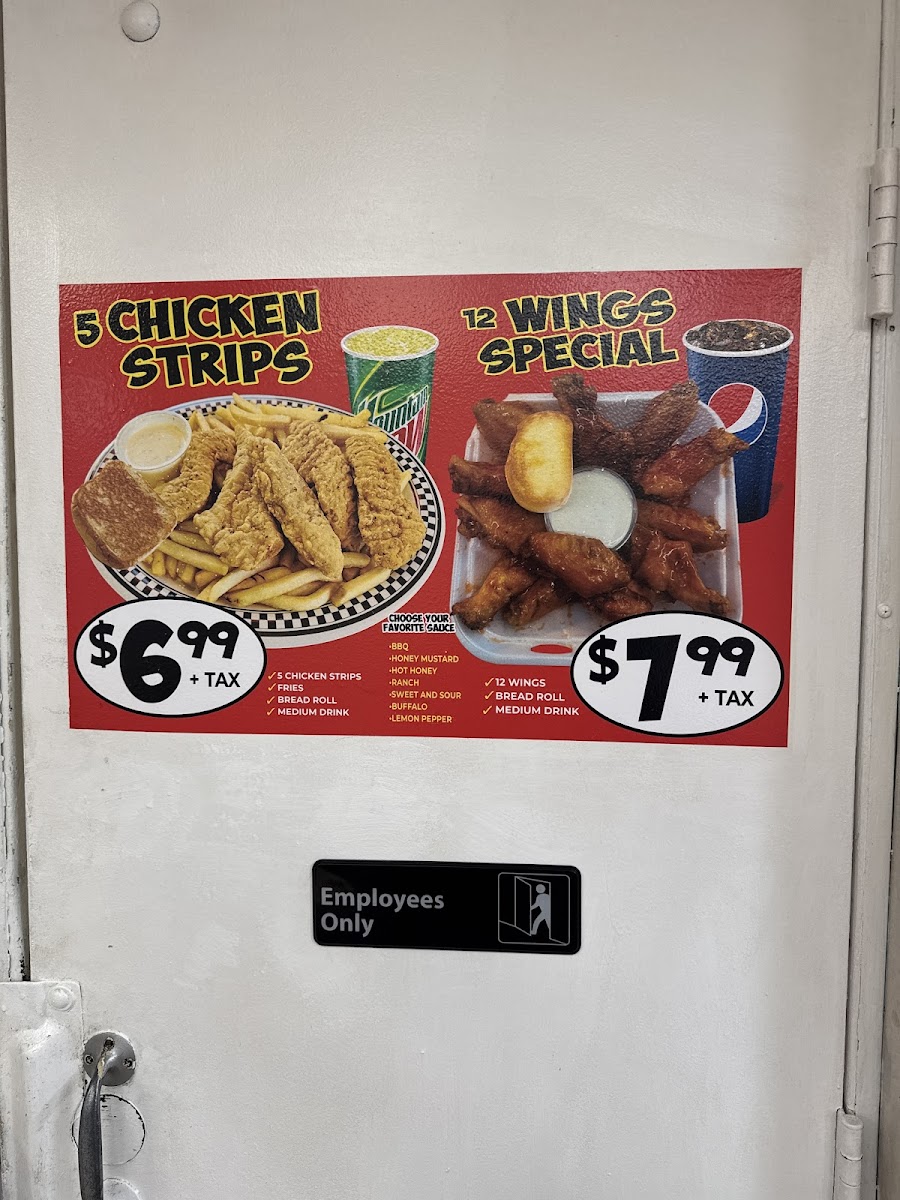 5 CHICKEN
STRIPS
Mountain
$6.99
+ TAX
✓ 5 CHICKEN STRIPS
✓ FRIES
✓ BREAD ROLL
✓ MEDIUM DRINK
CHOOSE YOUR
FAVORITE SAUCE
•BBQ
•HONEY MUSTARD
•HOT HONEY
•RANCH
•SWEET AND SOUR
•BUFFALO
•LEMON PEPPER
12 WINGS
SPECIAL
✓ 12 WINGS
✓ BREAD ROLL
✓ MEDIUM DRINK
$7.99
+ TAX
Employees
Only